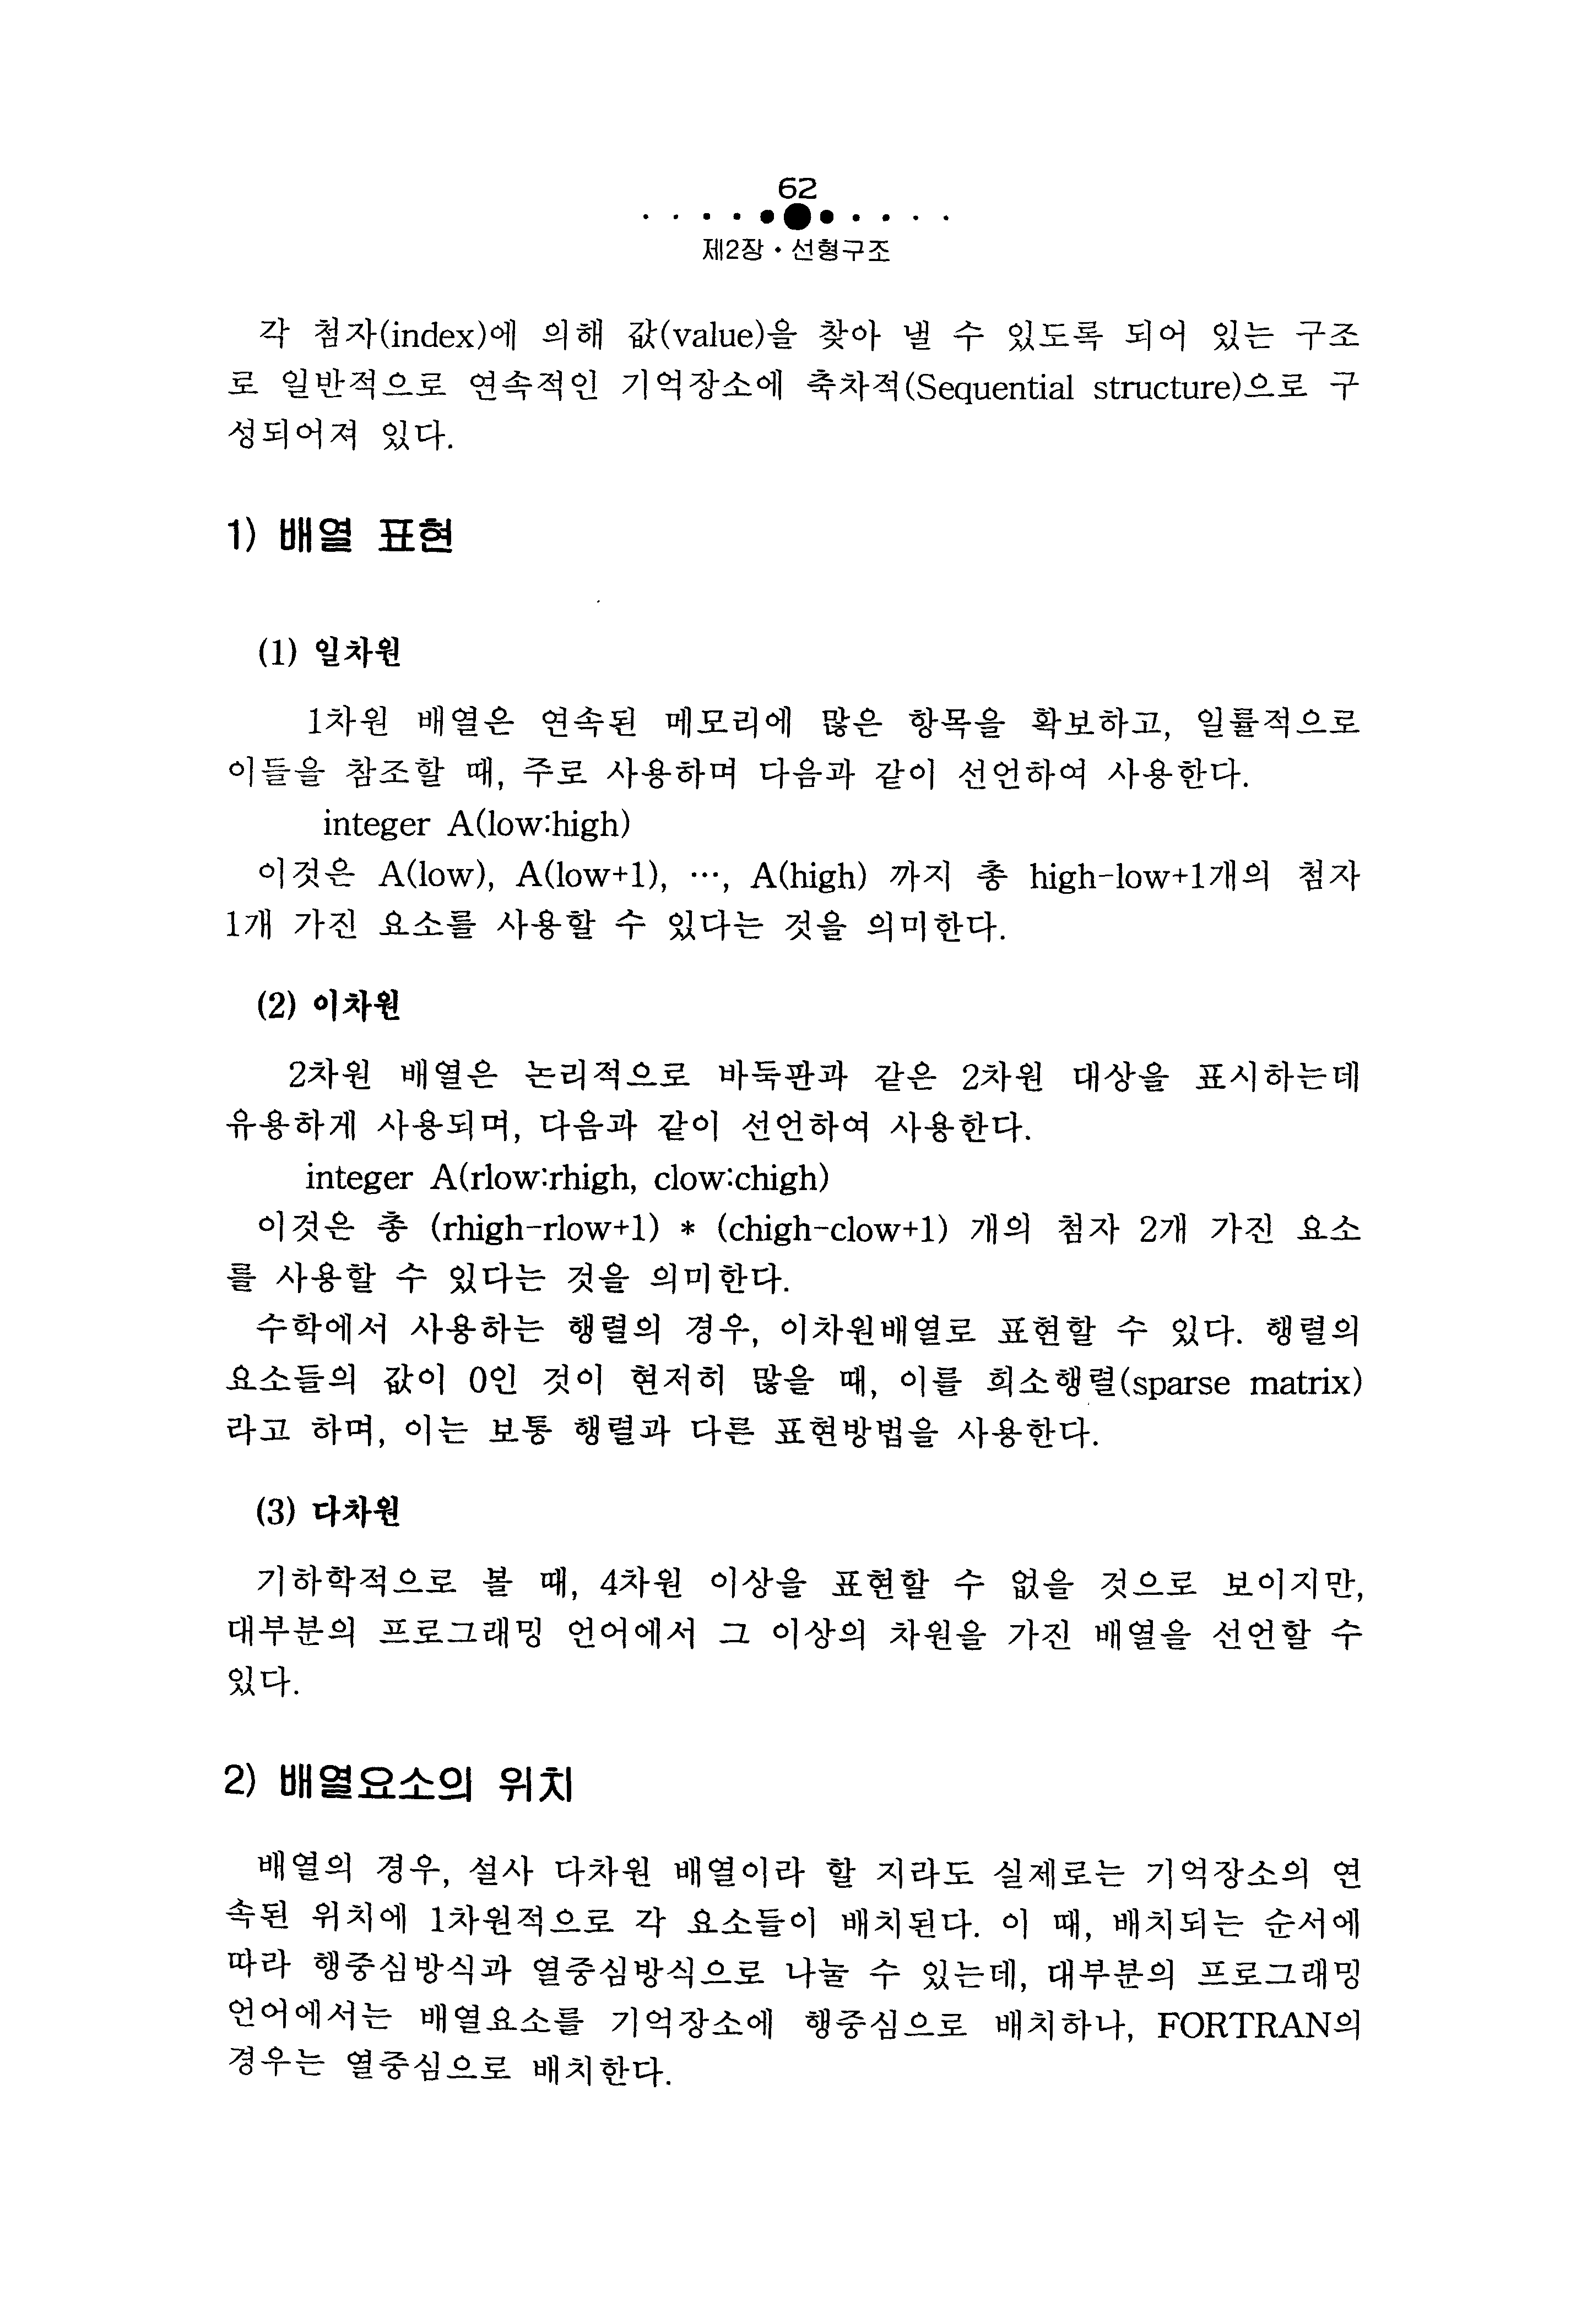 62
제2장 · 선형구조
각 첨자(index)에 의해 값(value)을 찾아 낼 수 있도록 되어 있는 구조
로 일반적으로 연속적인 기억장소에 축차적(Sequential structure)으로 구
성되어져 있다.
1) 배열 표현
(1) 일차원
1차원 배열은 연속된 메모리에 많은 항목을 확보하고, 일률적으로
이들을 참조할 때, 주로 사용하며 다음과 같이 선언하여 사용한다.
integer A(low:high)
이것은 A(low), A(low+1), ···, A(high) 까지 총 high-low+1개의 첨자
1개 가진 요소를 사용할 수 있다는 것을 의미한다.
(2) 이차원
2차원 배열은 논리적으로 바둑판과 같은 2차원 대상을 표시하는데
유용하게 사용되며, 다음과 같이 선언하여 사용한다.
integer A(rlow:rhigh, clow:chigh)
이것은 총 (rhigh-rlow+1) * (chigh-clow+1) 개의 첨자 2개 가진 요소
를 사용할 수 있다는 것을 의미한다.
수학에서 사용하는 행렬의 경우, 이차원배열로 표현할 수 있다. 행렬의
요소들의 값이 0인 것이 현저히 많을 때, 이를 희소행렬(sparse matrix)
라고 하며, 이는 보통 행렬과 다른 표현방법을 사용한다.
(3) 다차원
기하학적으로 볼 때, 4차원 이상을 표현할 수 없을 것으로 보이지만,
대부분의 프로그래밍 언어에서 그 이상의 차원을 가진 배열을 선언할 수
있다.
2) 배열요소의 위치
배열의 경우, 설사 다차원 배열이라 할 지라도 실제로는 기억장소의 연
속된 위치에 1차원적으로 각 요소들이 배치된다. 이 때, 배치되는 순서에
따라 행중심방식과 열중심방식으로 나눌 수 있는데, 대부분의 프로그래밍
언어에서는 배열요소를 기억장소에 행중심으로 배치하나, FORTRAN의
경우는 열중심으로 배치한다.